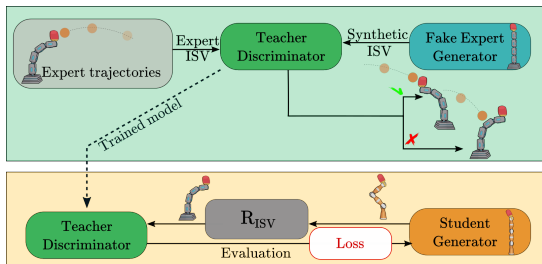 Expert trajectories
Expert
ISV
Teacher
Discriminator
Synthetic
ISV
Fake Expert
Generator
Trained model
Teacher
Discriminator
R_ISV
Evaluation
Loss
Student
Generator